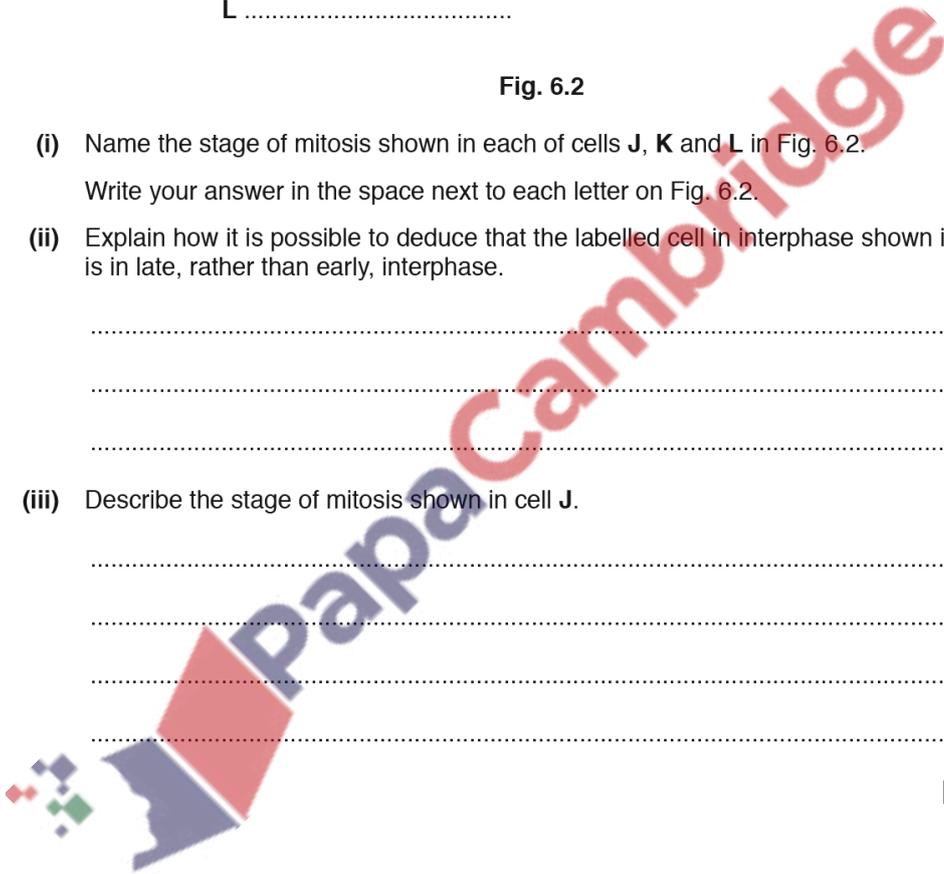 L ......................................
Fig. 6.2
(i) Name the stage of mitosis shown in each of cells J, K and L in Fig. 6.2.
Write your answer in the space next to each letter on Fig. 6.2.
(ii) Explain how it is possible to deduce that the labelled cell in interphase shown i
is in late, rather than early, interphase.
(iii) Describe the stage of mitosis shown in cell J.
PapaCambridge